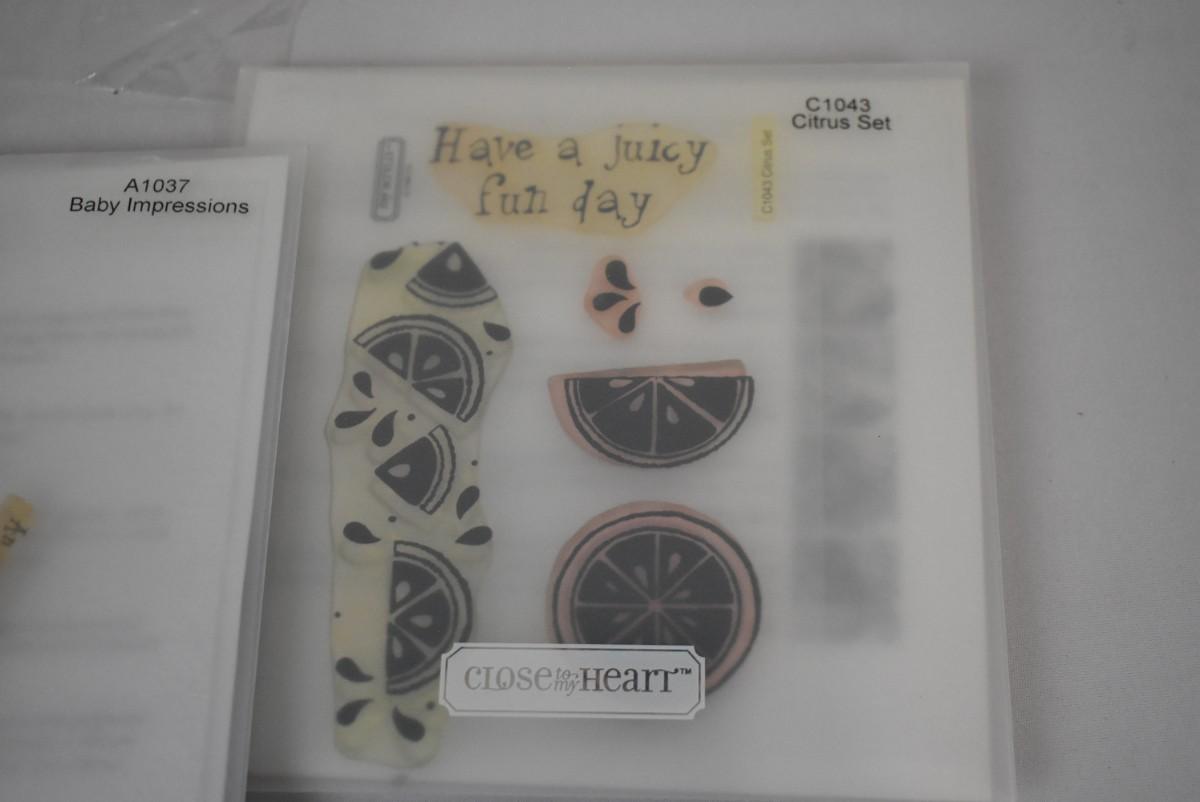 A1037
Baby Impressions
C1043
Citrus Set
Have a juicy
fun day
C1043 Citrus Set
CLOSE to my HEART™